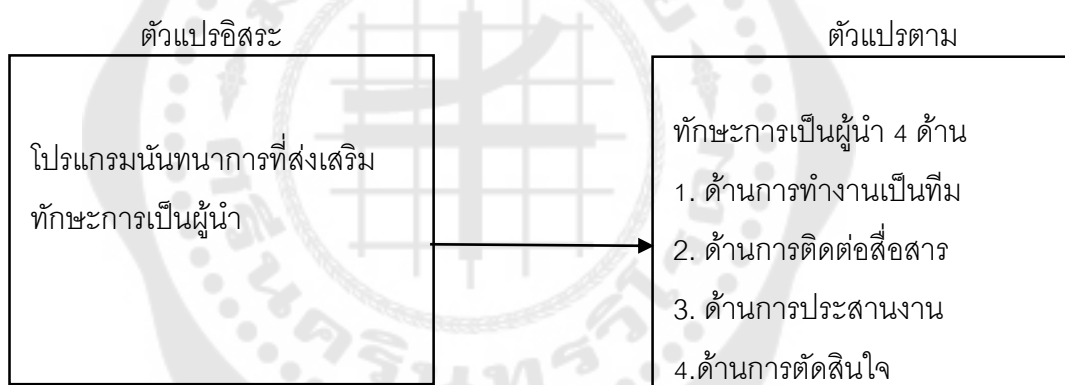 ตัวแปรอิสระ
โปรแกรมนันทนาการที่ส่งเสริม
ทักษะการเป็นผู้นำ
ตัวแปรตาม
ทักษะการเป็นผู้นำ 4 ด้าน
1. ด้านการทำงานเป็นทีม
2. ด้านการติดต่อสื่อสาร
3. ด้านการประสานงาน
4.ด้านการตัดสินใจ